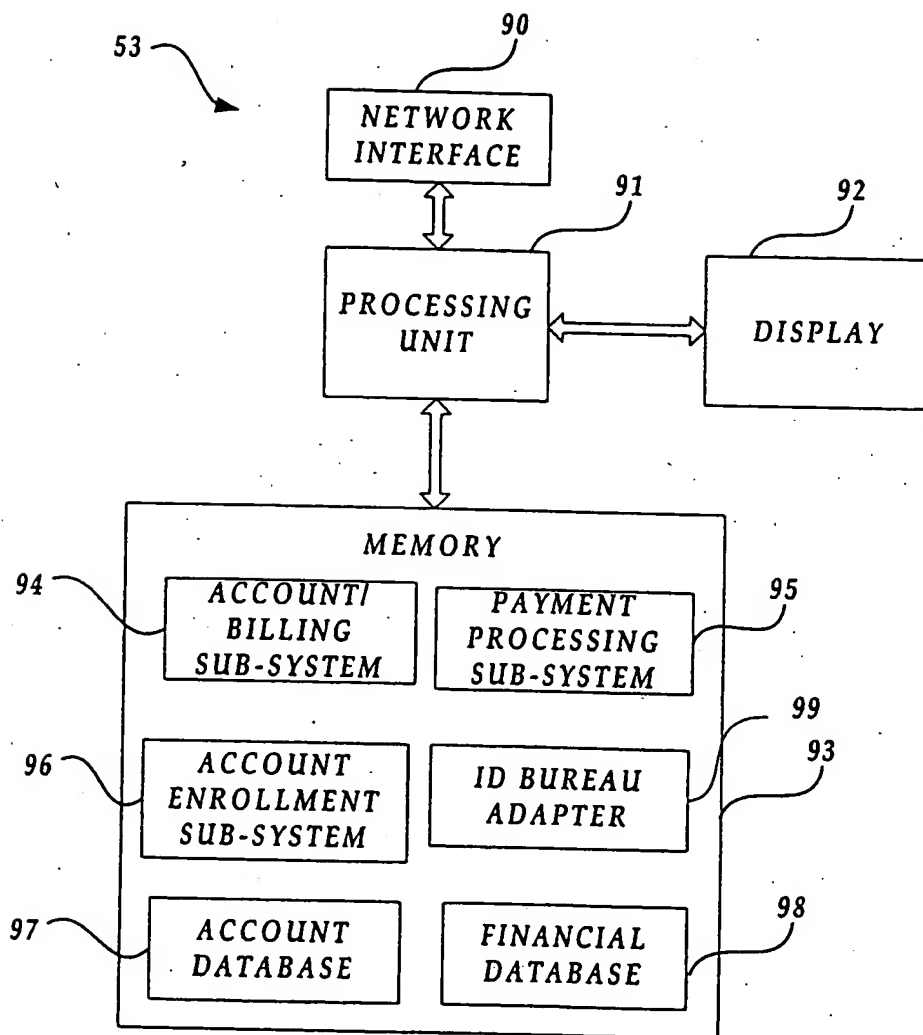 90
53
NETWORK
INTERFACE
91
92
PROCESSING
UNIT
DISPLAY
MEMORY
94
ACCOUNT/
BILLING
SUB-SYSTEM
PAYMENT
PROCESSING
SUB-SYSTEM
95
99
96
ACCOUNT
ENROLLMENT
SUB-SYSTEM
ID BUREAU
ADAPTER
93
97
ACCOUNT
DATABASE
FINANCIAL
DATABASE
98